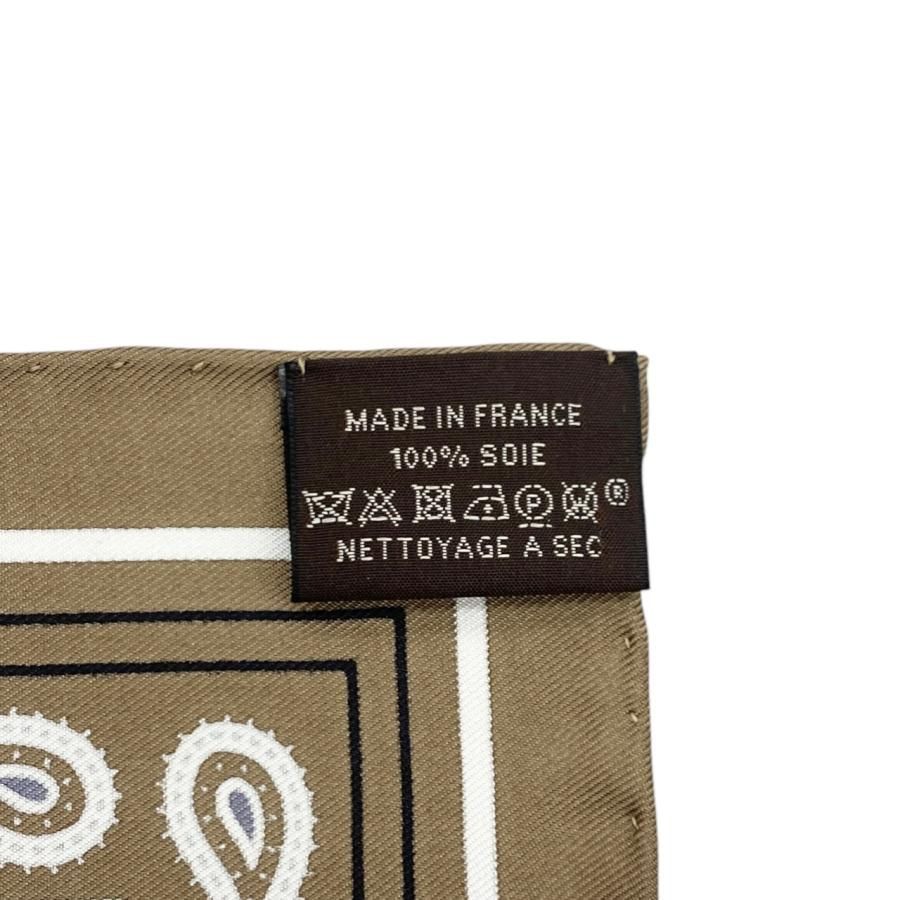 MADE IN FRANCE
100% SOIE
P W ®
NETTOYAGE A SEC